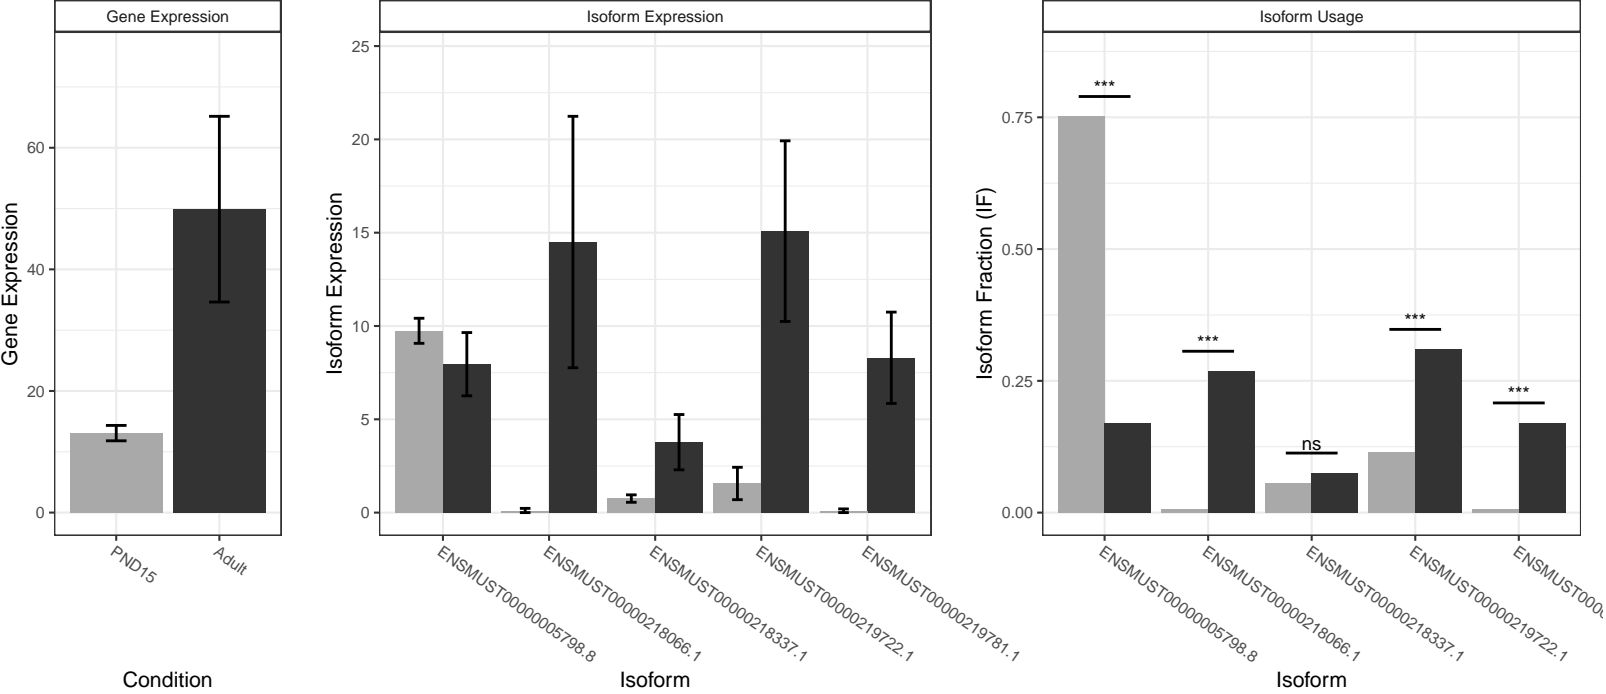 Gene Expression
Isoform Expression
Isoform Usage
Gene Expression
60
40
20
0
PND15
Adult
Condition
Isoform Expression
25
20
15
10
5
0
ENSMUST00000005798.8
ENSMUST00000218066.1
ENSMUST00000218337.1
ENSMUST00000219722.1
ENSMUST00000219781.1
Isoform
Isoform Fraction (IF)
0.75
0.50
0.25
0.00
***
***
ns
***
***
ENSMUST00000005798.8
ENSMUST00000218066.1
ENSMUST00000218337.1
ENSMUST00000219722.1
ENSMUST000
Isoform